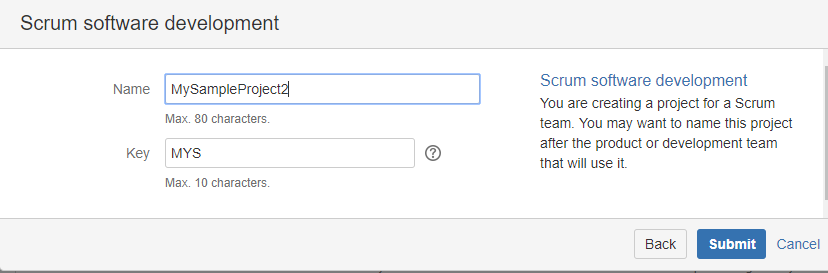 Scrum software development
Name
MySampleProject2
Max. 80 characters.
Key
MYS
Max. 10 characters.
Scrum software development
You are creating a project for a Scrum
team. You may want to name this project
after the product or development team
that will use it.
Back
Submit
Cancel